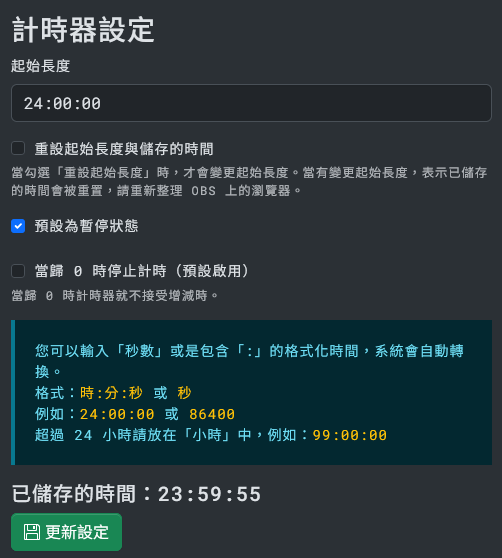 計時器設定
起始長度
24:00:00
重設起始長度與儲存的時間
當勾選「重設起始長度」時，才會變更起始長度。當有變更起始長度，表示已儲存
的時間會被重置，請重新整理 OBS 上的瀏覽器。
預設為暫停狀態
當歸 0 時停止計時（預設啟用）
當歸 0 時計時器就不接受增減時。
您可以輸入「秒數」或是包含「:」的格式化時間，系統會自動轉
換。
格式：時:分:秒 或 秒
例如：24:00:00 或 86400
超過 24 小時請放在「小時」中，例如：99:00:00
已儲存的時間：23:59:55
更新設定